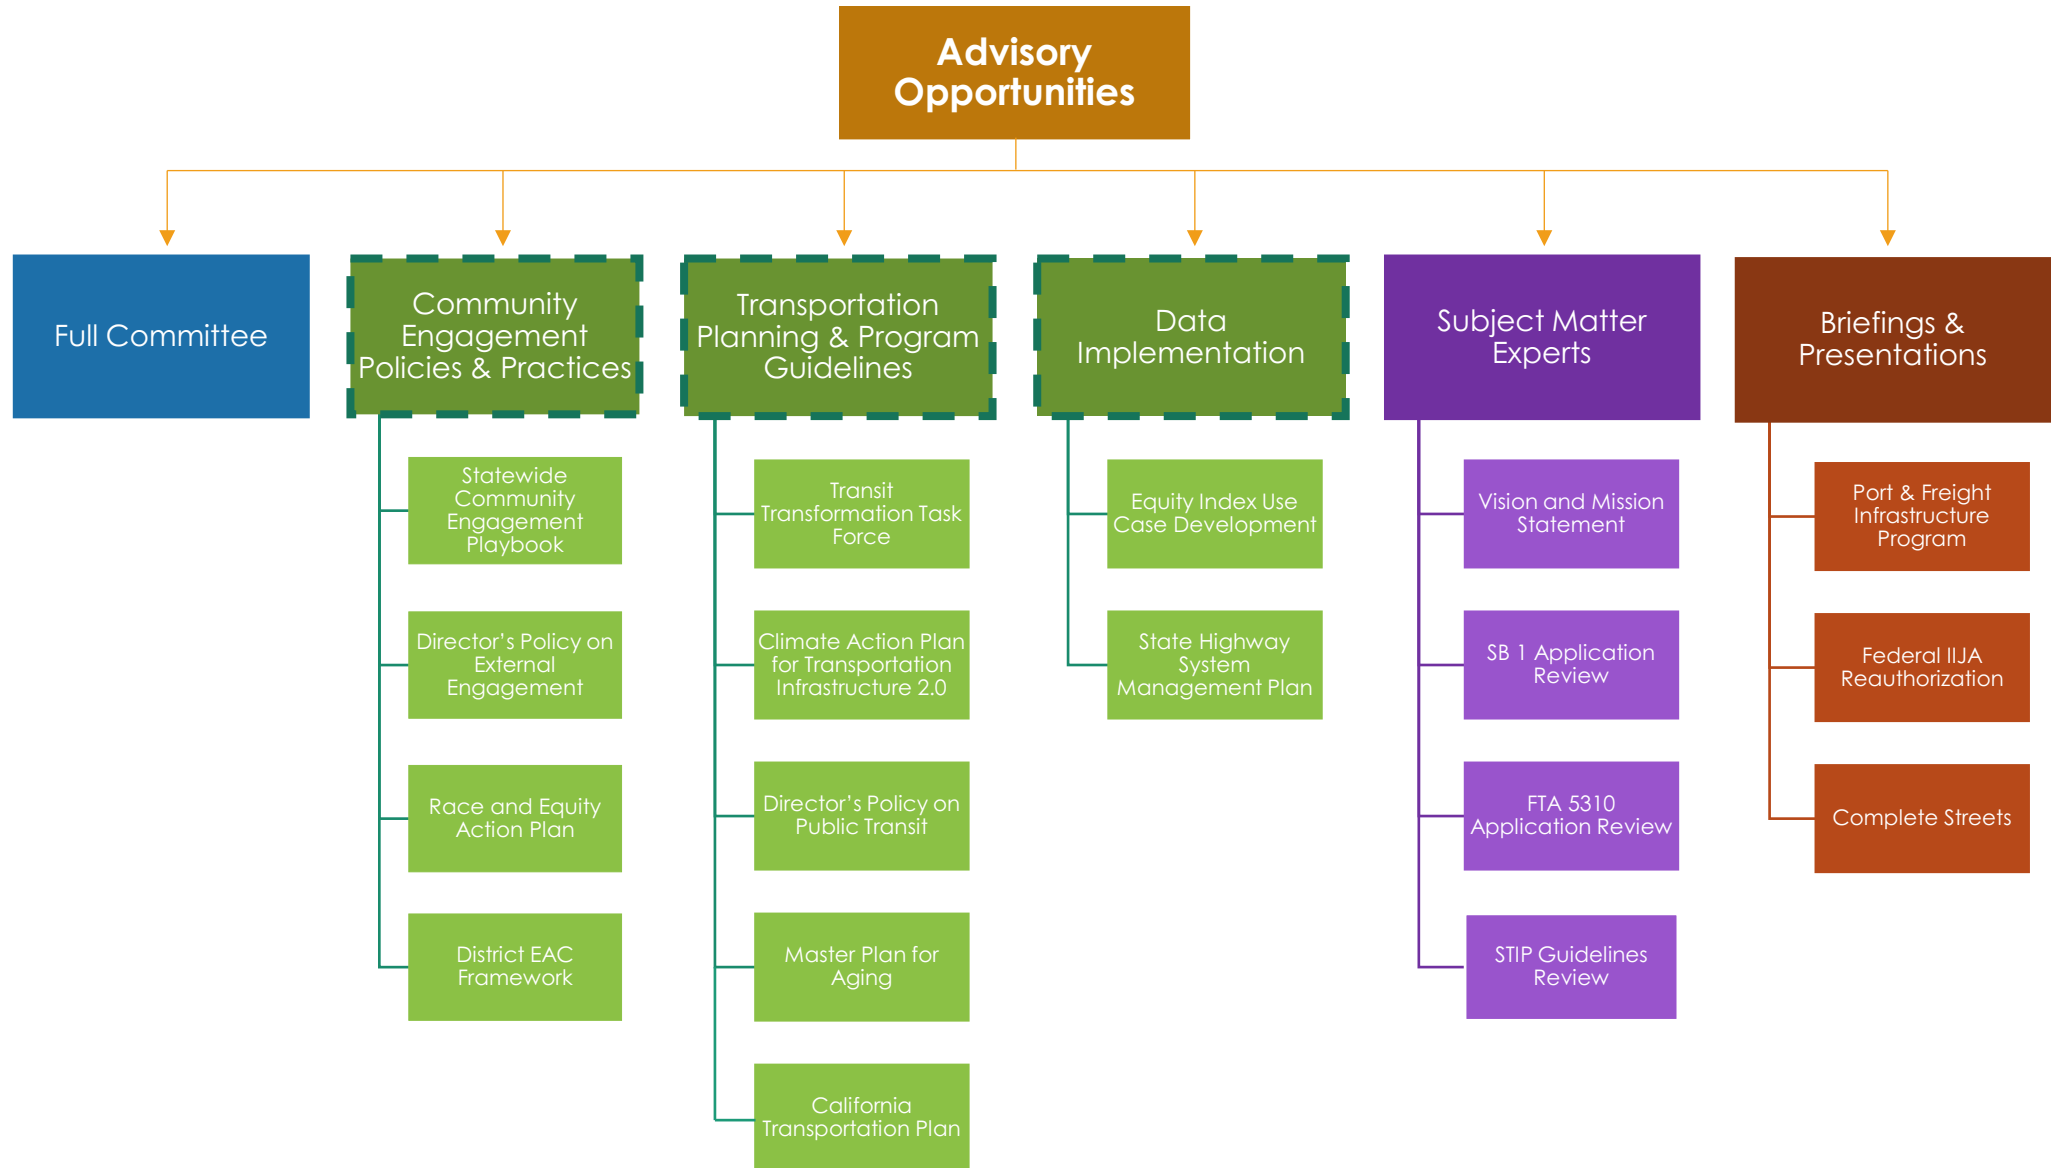 Advisory
Opportunities
Full Committee
Community
Engagement
Policies & Practices
Statewide
Community
Engagement
Playbook
Director’s Policy on
External
Engagement
Race and Equity
Action Plan
District EAC
Framework
Transportation
Planning & Program
Guidelines
Transit
Transformation Task
Force
Climate Action Plan
for Transportation
Infrastructure 2.0
Director’s Policy on
Public Transit
Master Plan for
Aging
California
Transportation Plan
Data
Implementation
Equity Index Use
Case Development
State Highway
System
Management Plan
Subject Matter
Experts
Vision and Mission
Statement
SB 1 Application
Review
FTA 5310
Application Review
STIP Guidelines
Review
Briefings &
Presentations
Port & Freight
Infrastructure
Program
Federal IIJA
Reauthorization
Complete Streets